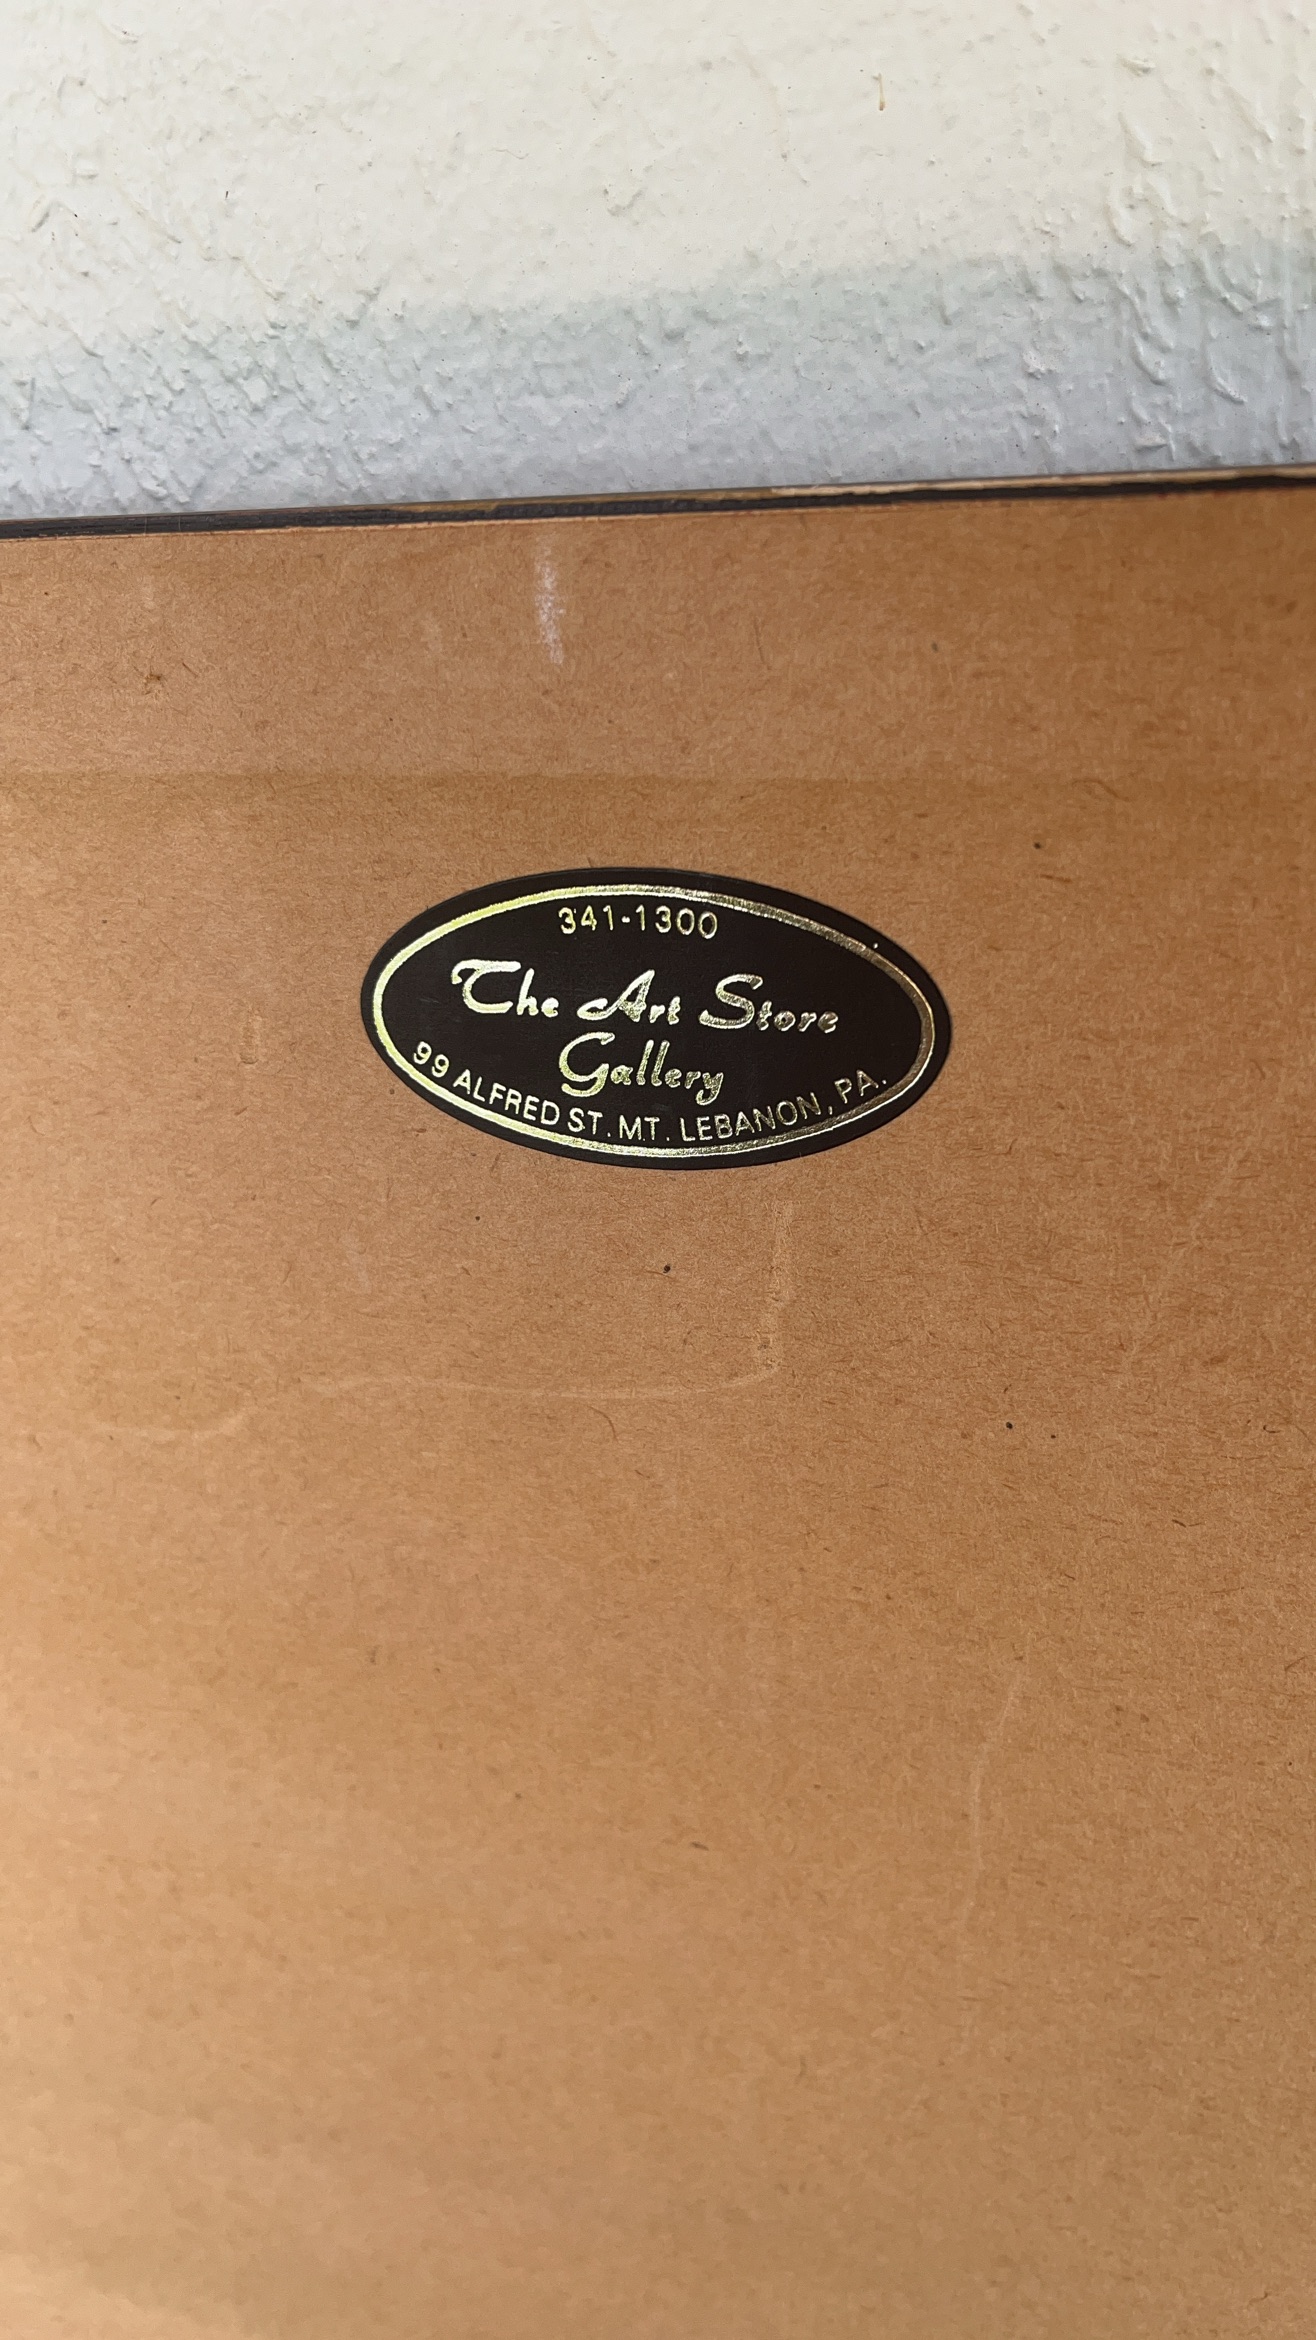 341-1300
The Art Store
Gallery
99 ALFRED ST. MT. LEBANON, PA.